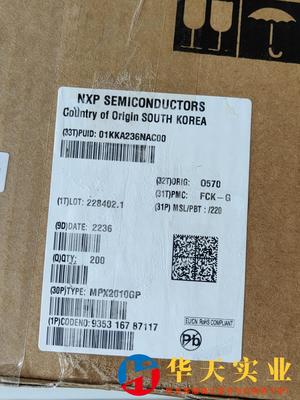 NXP SEMICONDUCTORS
Country of Origin SOUTH KOREA
(33T)PUID: 01KKA236NAC00
(32T)ORIG: 0570
(31T)PMC: FCK-G
(31P) MSL/PBT: /220
(1T)LOT: 228402.1
(9D)DATE: 2236
(Q)QTY: 200
(30P)TYPE: MPX2010GP
(1P)CODENO: 9353 167 87117
EU/CN RoHS COMPLIANT
Pb
华天实业